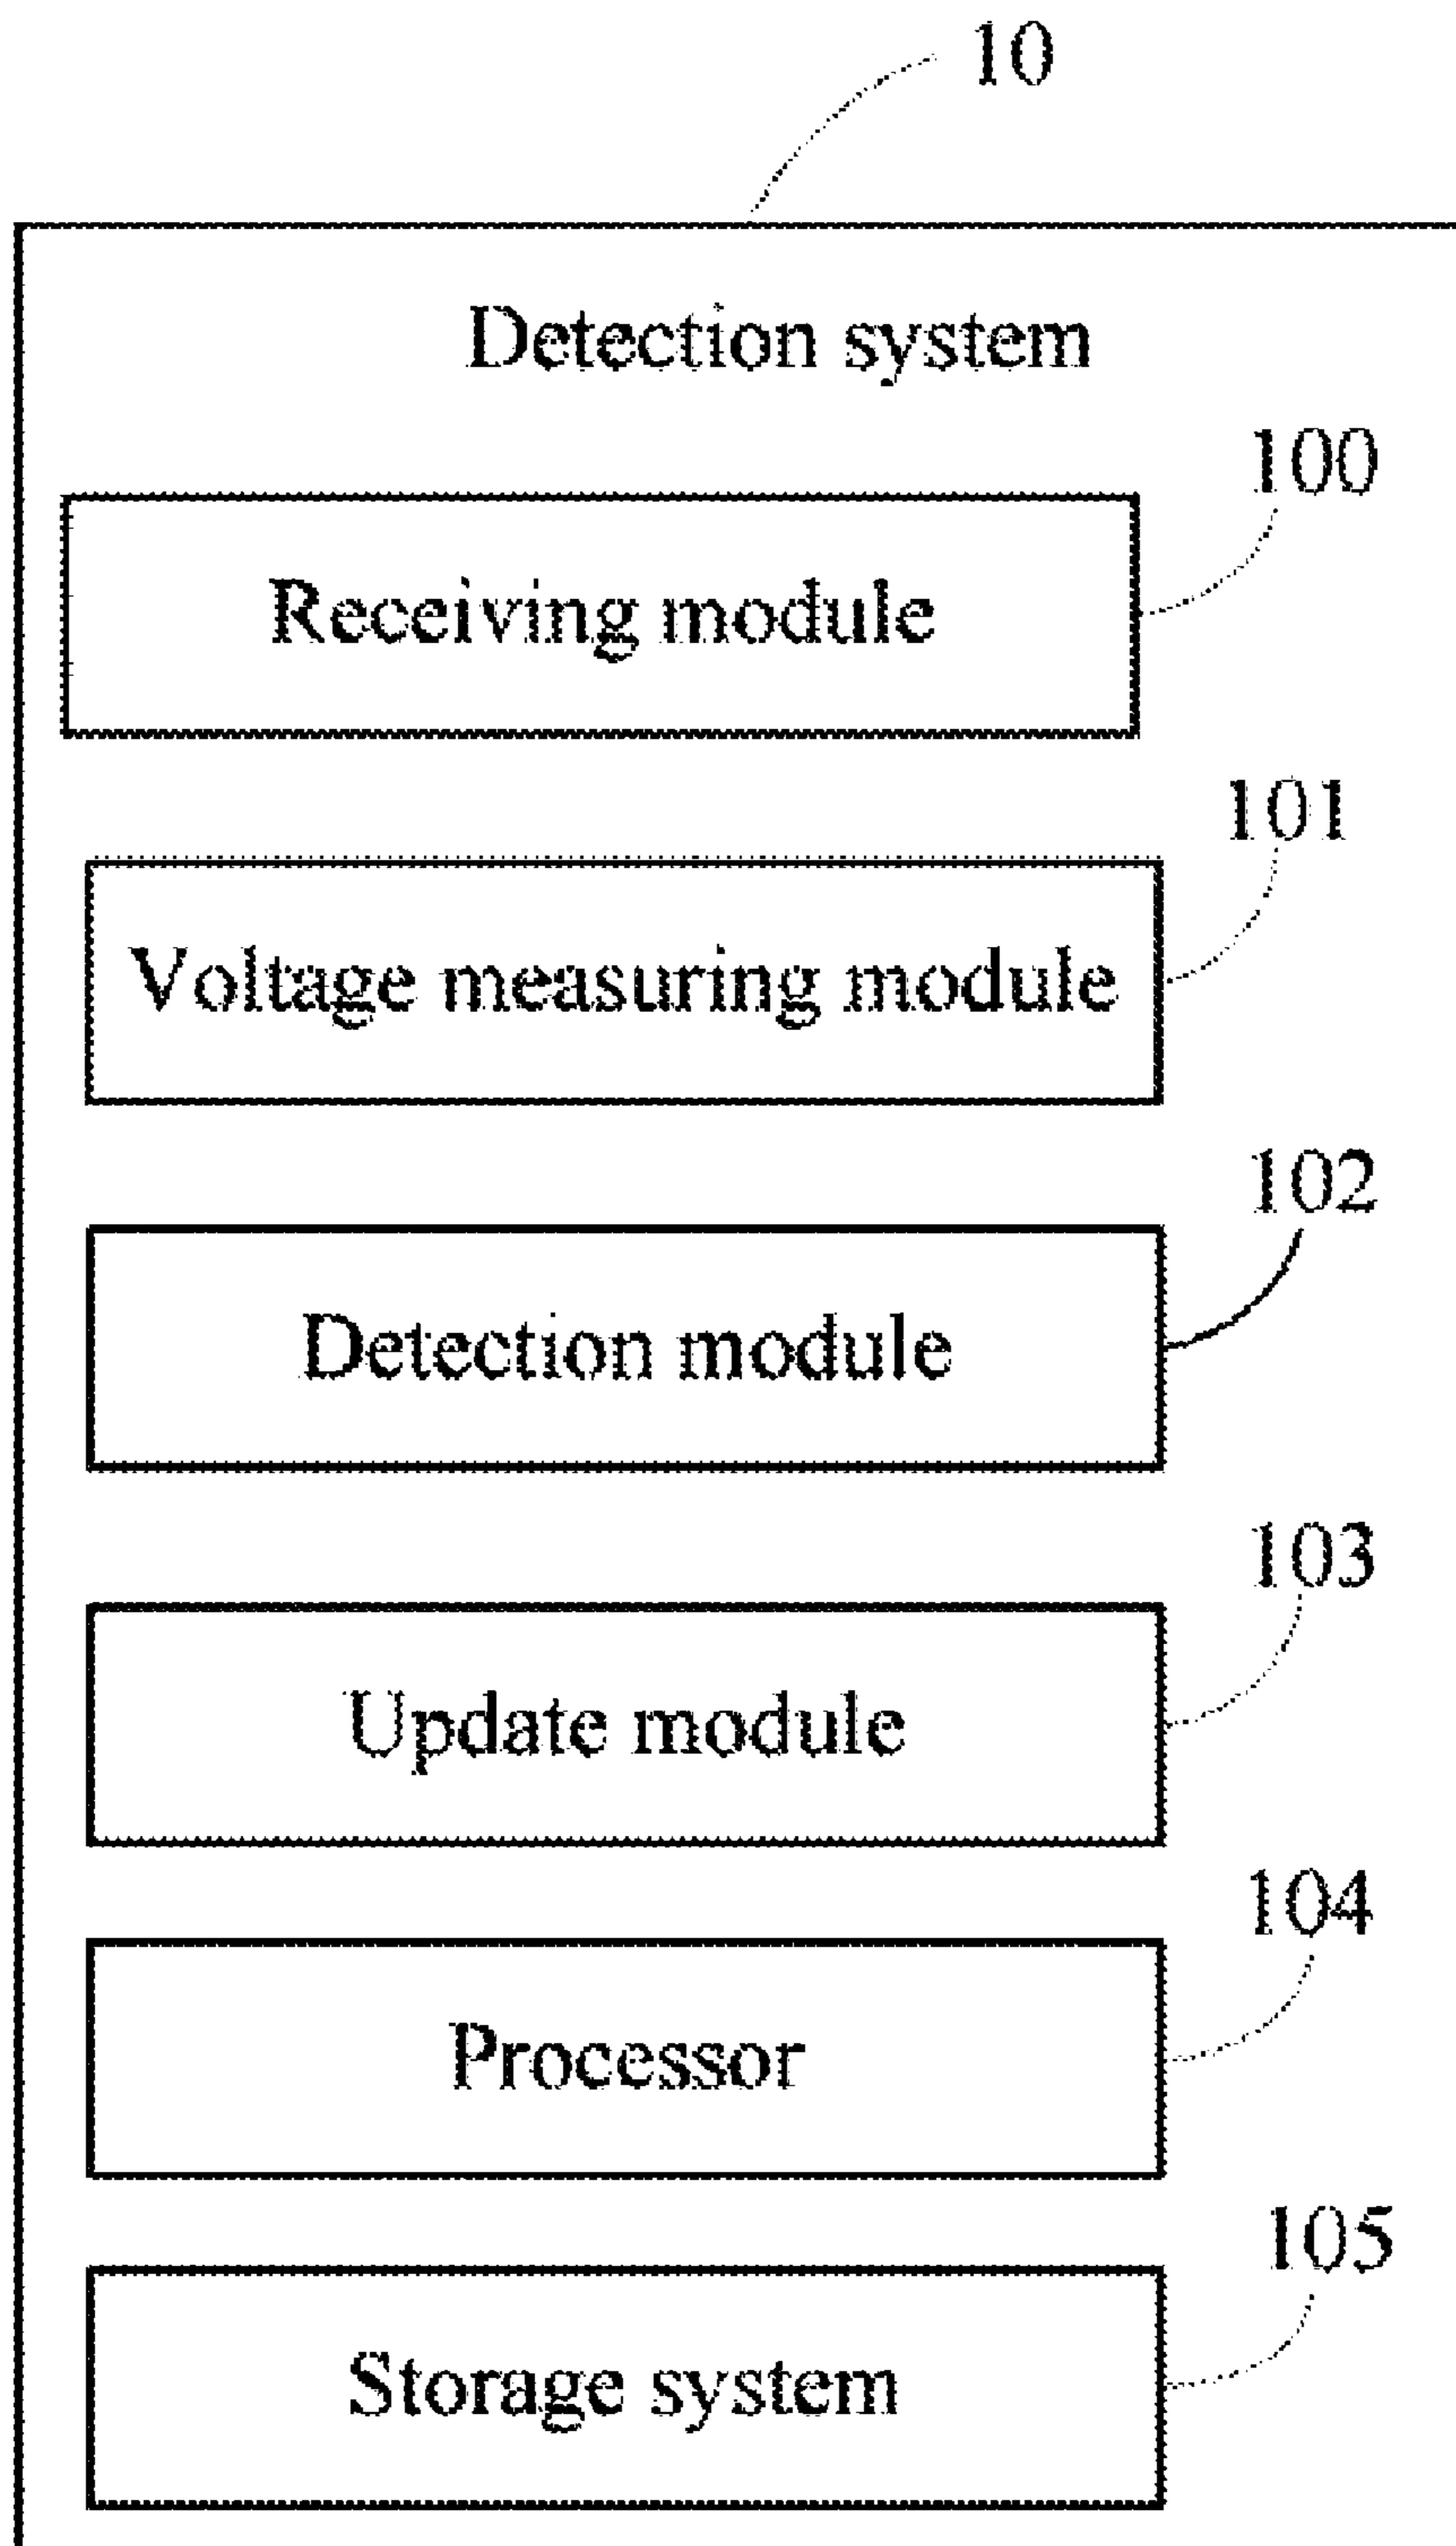 10
Detection system
100
Receiving module
101
Voltage measuring module
102
Detection module
103
Update module
104
Processor
105
Storage system